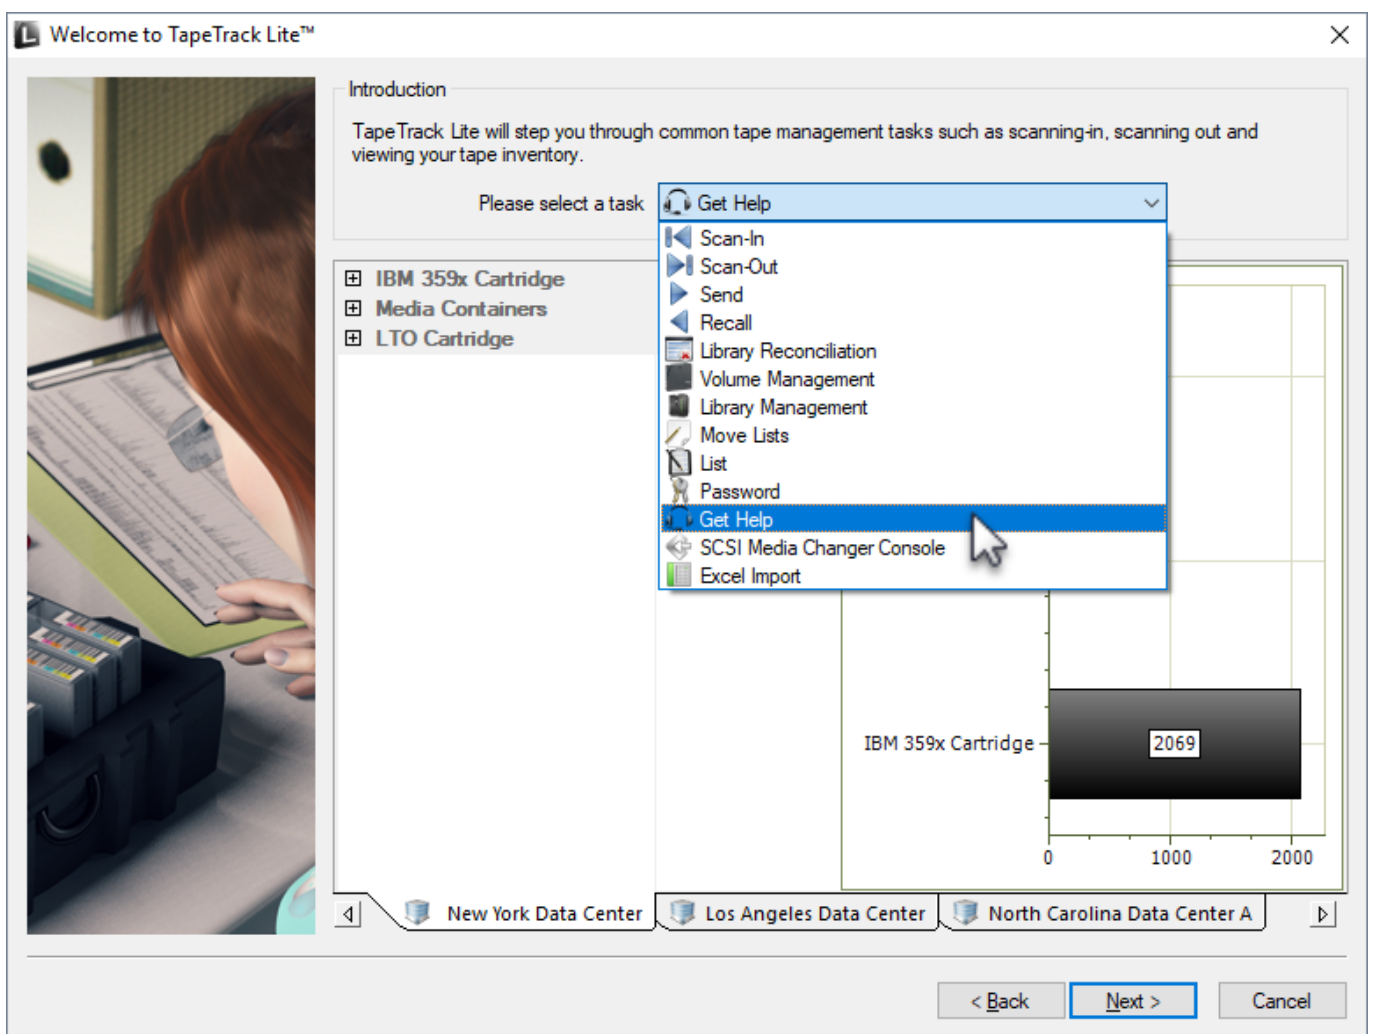 Welcome to TapeTrack Lite™
Introduction
TapeTrack Lite will step you through common tape management tasks such as scanning-in, scanning out and
viewing your tape inventory.
Please select a task
Get Help
Scan-In
Scan-Out
Send
Recall
Library Reconciliation
Volume Management
Library Management
Move Lists
List
Password
Get Help
SCSI Media Changer Console
Excel Import
IBM 359x Cartridge
Media Containers
LTO Cartridge
IBM 359x Cartridge
2069
0 1000 2000
New York Data Center
Los Angeles Data Center
North Carolina Data Center A
< Back
Next >
Cancel